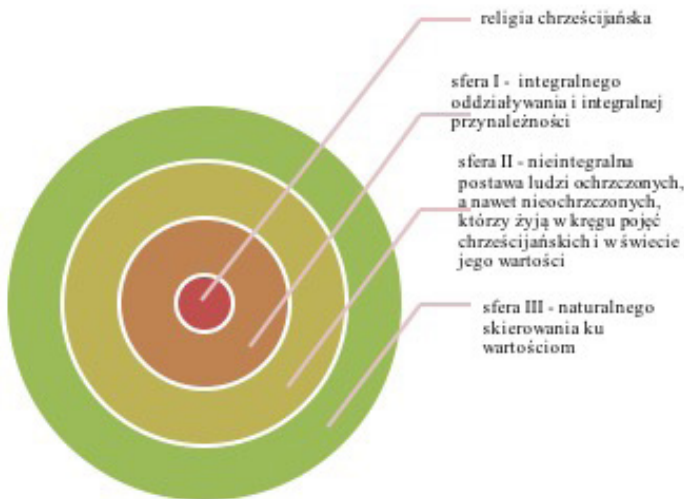 religia chrześcijańska
sfera I - integralnego
oddziaływania i integralnej
przynależności
sfera II - nieintegralna
postawa ludzi ochrzczonych,
a nawet nieochrzczonych,
którzy żyją w kręgu pojęć
chrześcijańskich i w świecie
jego wartości
sfera III - naturalnego
skierowania ku
wartościom